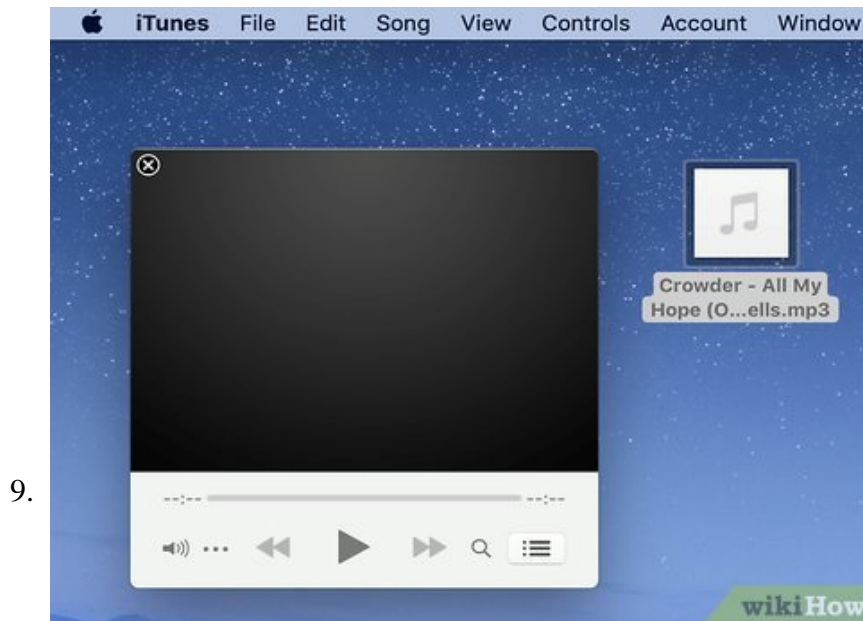 iTunes File Edit Song View Controls Account Window
Crowder - All My
Hope (O...ells.mp3
9.
--:-- --:--
wikiHow